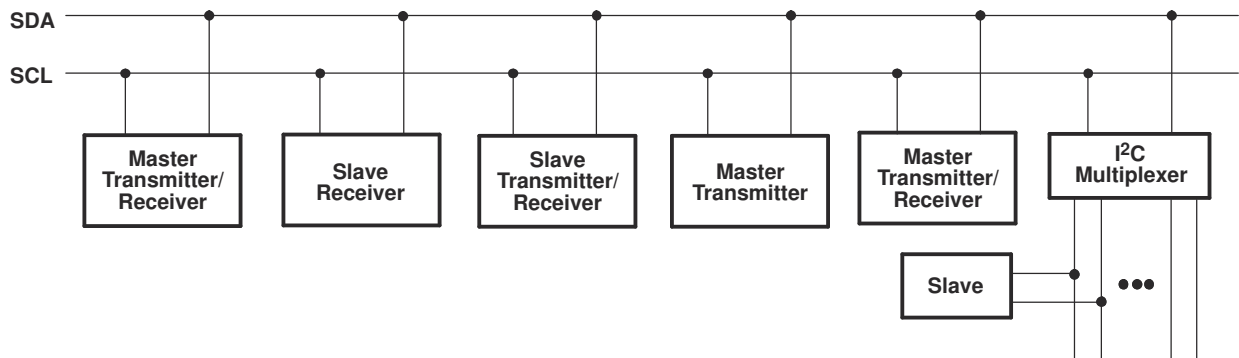 SDA
SCL
Master
Transmitter/
Receiver
Slave
Receiver
Slave
Transmitter/
Receiver
Master
Transmitter
Master
Transmitter/
Receiver
I²C
Multiplexer
Slave